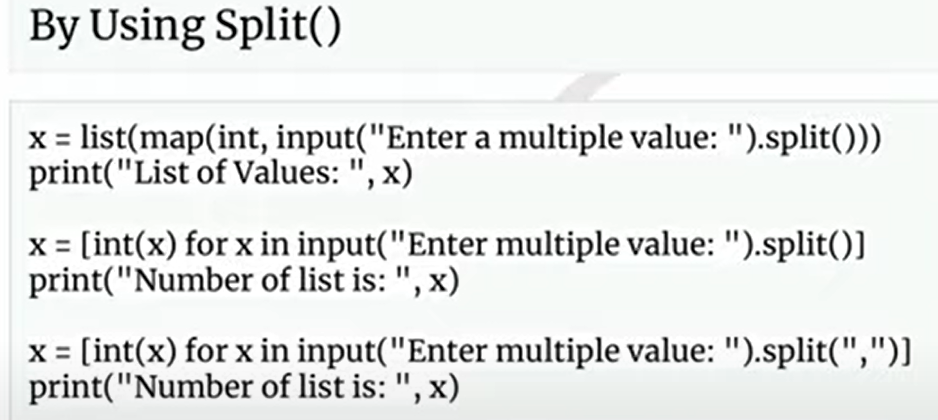 By Using Split()
x = list(map(int, input("Enter a multiple value: ").split()))
print("List of Values: ", x)
x = [int(x) for x in input("Enter multiple value: ").split()]
print("Number of list is: ", x)
x = [int(x) for x in input("Enter multiple value: ").split(",")]
print("Number of list is: ", x)